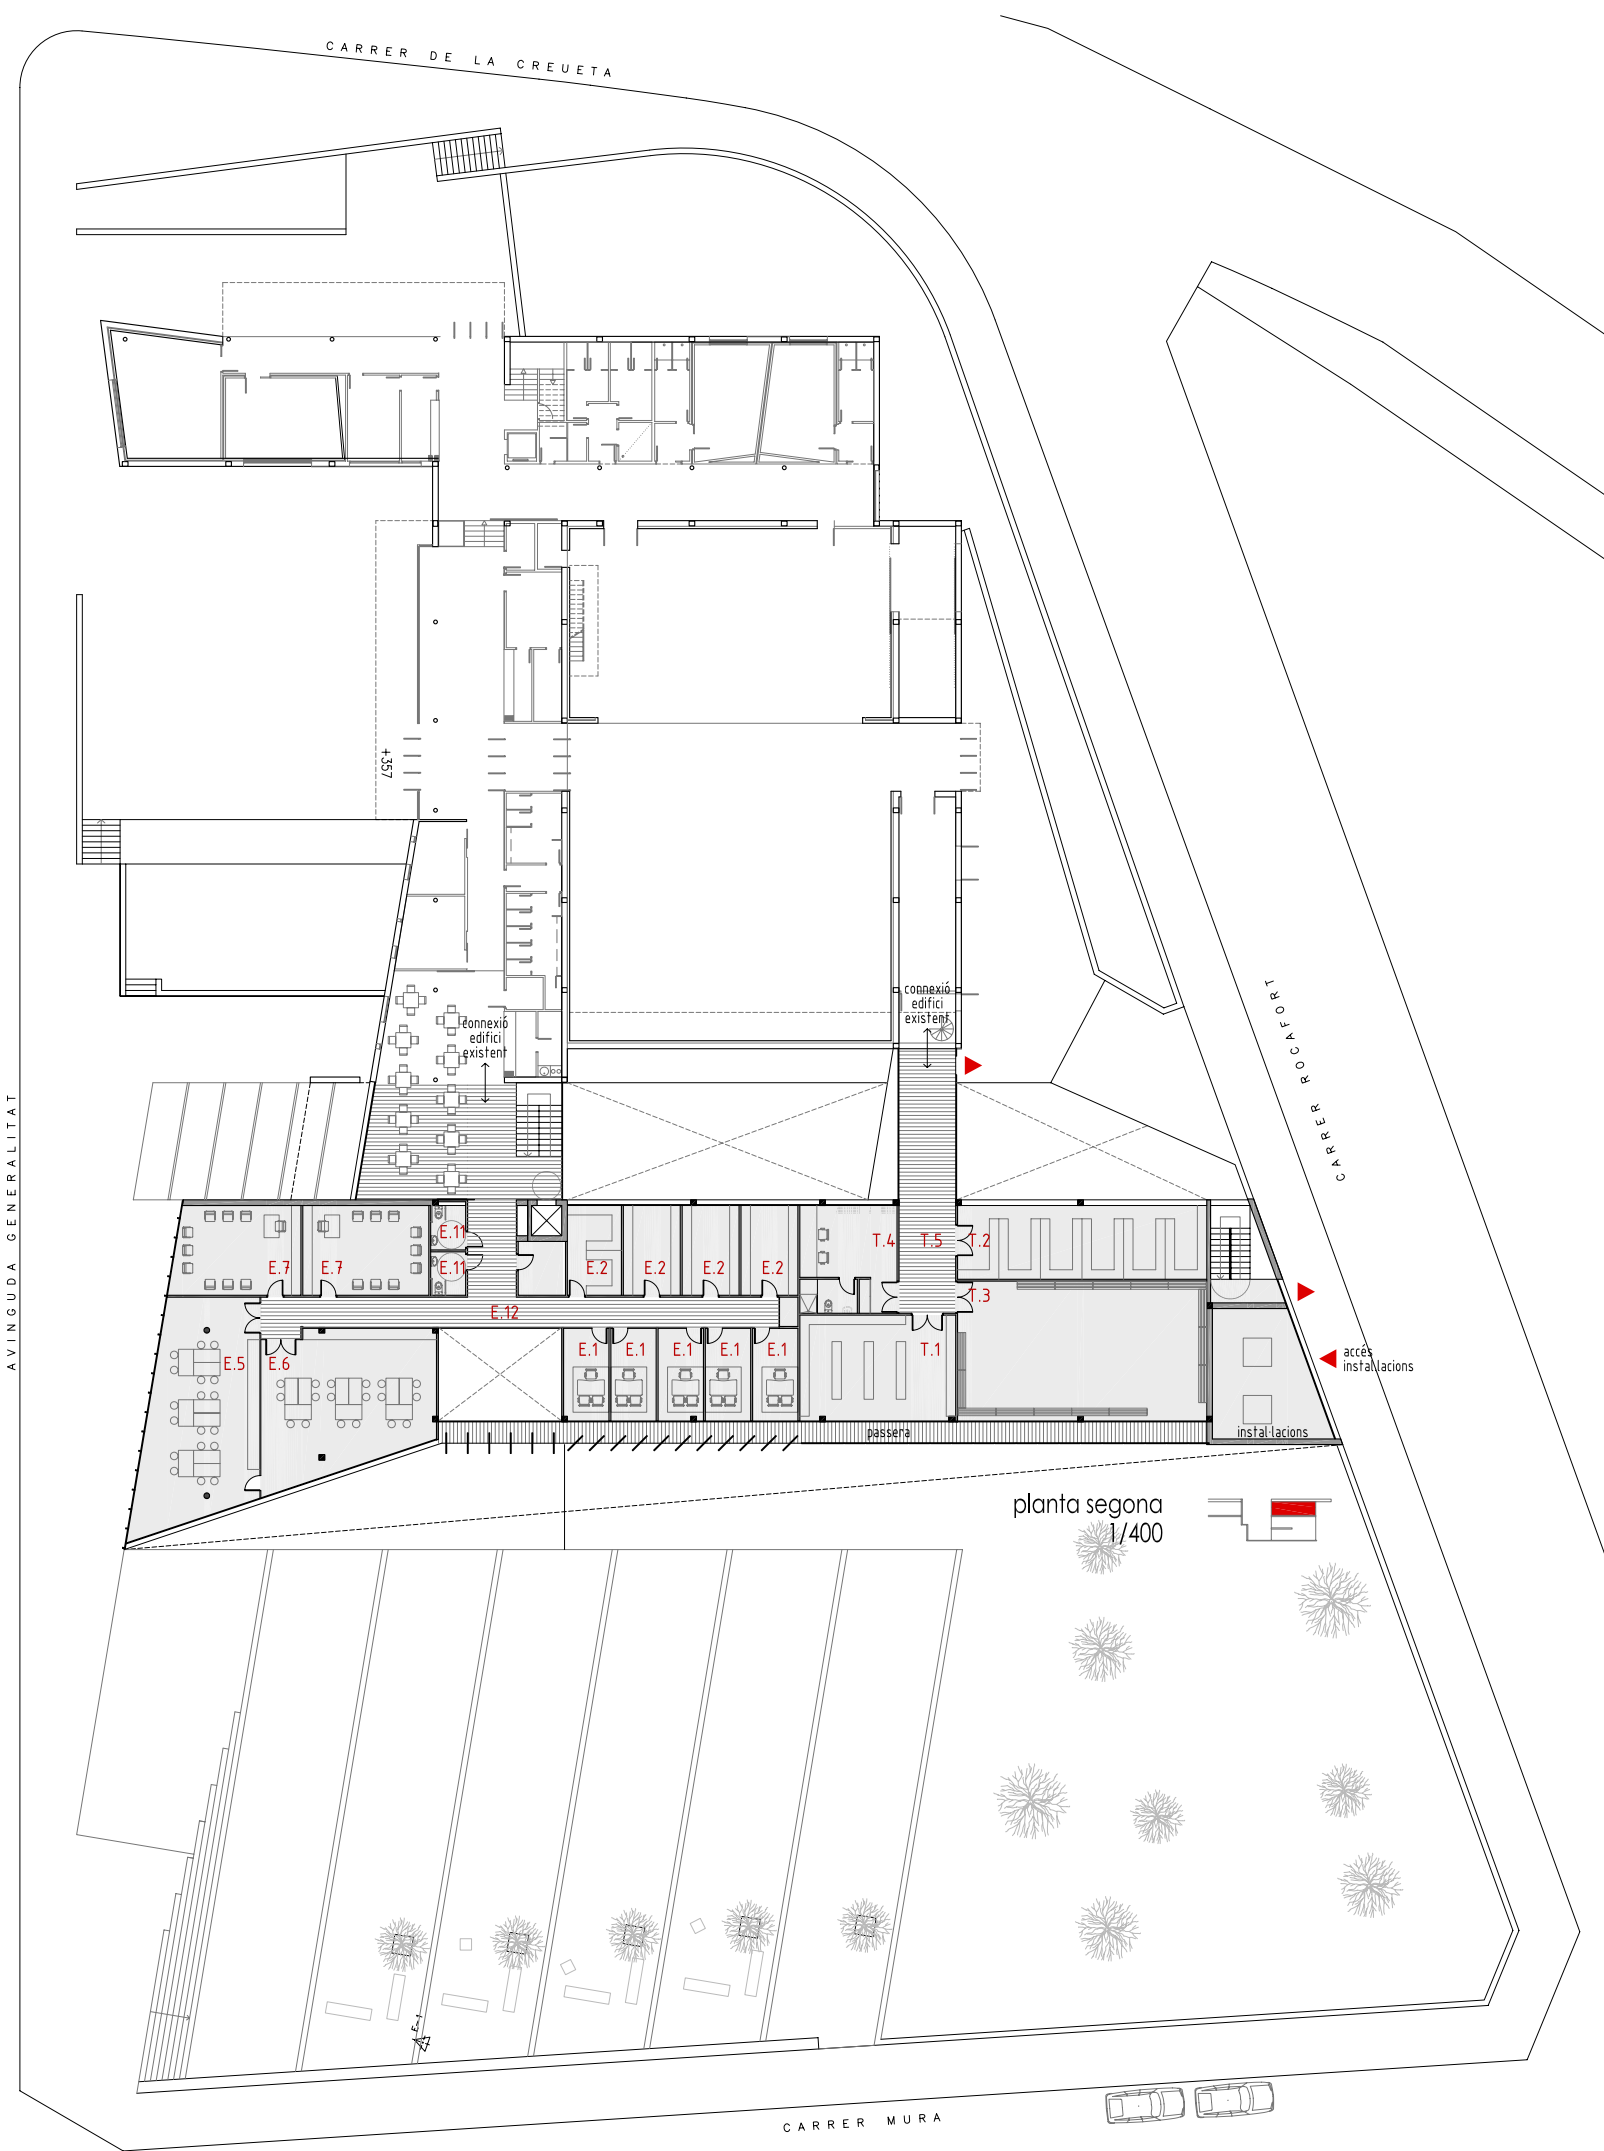 CARRER DE LA CREUETA
+357
connexió
edifici
existent
connexió
edifici
existent
CARRER ROCAFORT
AVINGUDA GENERALITAT
E.11
E.11
E.7
E.7
E.2
E.2
E.2
E.2
T.4
T.5
T.2
T.3
E.12
E.5
E.6
E.1
E.1
E.1
E.1
E.1
T.1
accés
instal·lacions
passera
instal·lacions
planta segona
1/400
E-1
CARRER MURA